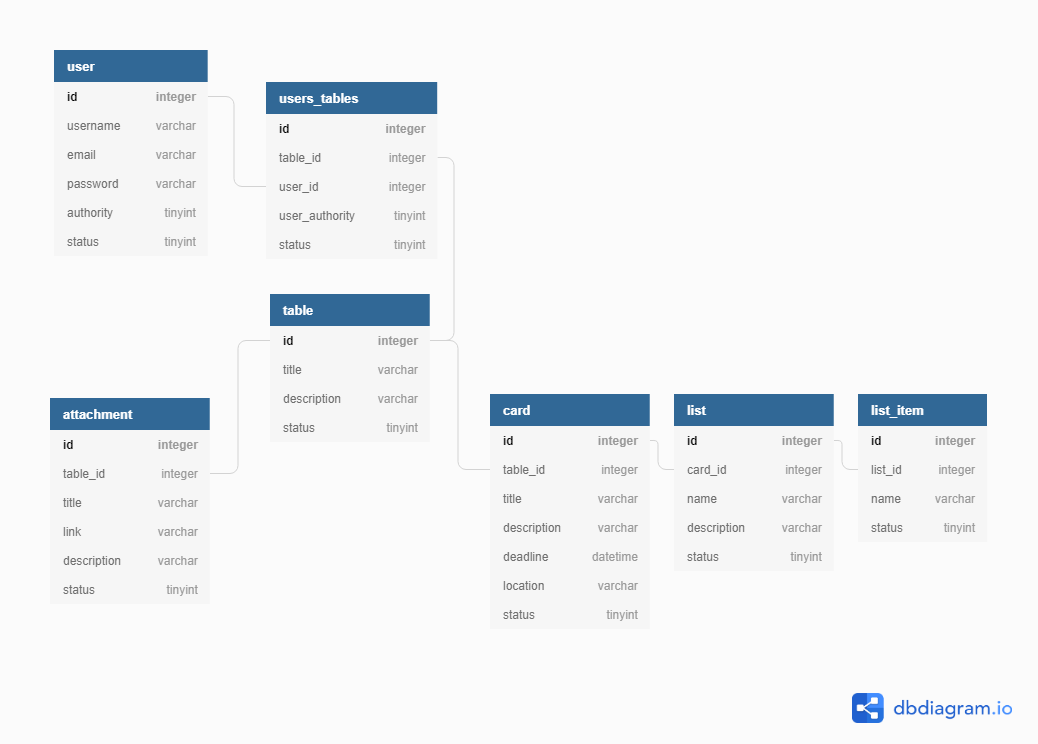 user
id integer
username varchar
email varchar
password varchar
authority tinyint
status tinyint
users_tables
id integer
table_id integer
user_id integer
user_authority tinyint
status tinyint
table
id integer
title varchar
description varchar
status tinyint
attachment
id integer
table_id integer
title varchar
link varchar
description varchar
status tinyint
card
id integer
table_id integer
title varchar
description varchar
deadline datetime
location varchar
status tinyint
list
id integer
card_id integer
name varchar
description varchar
status tinyint
list_item
id integer
list_id integer
name varchar
status tinyint
dbdiagram.io